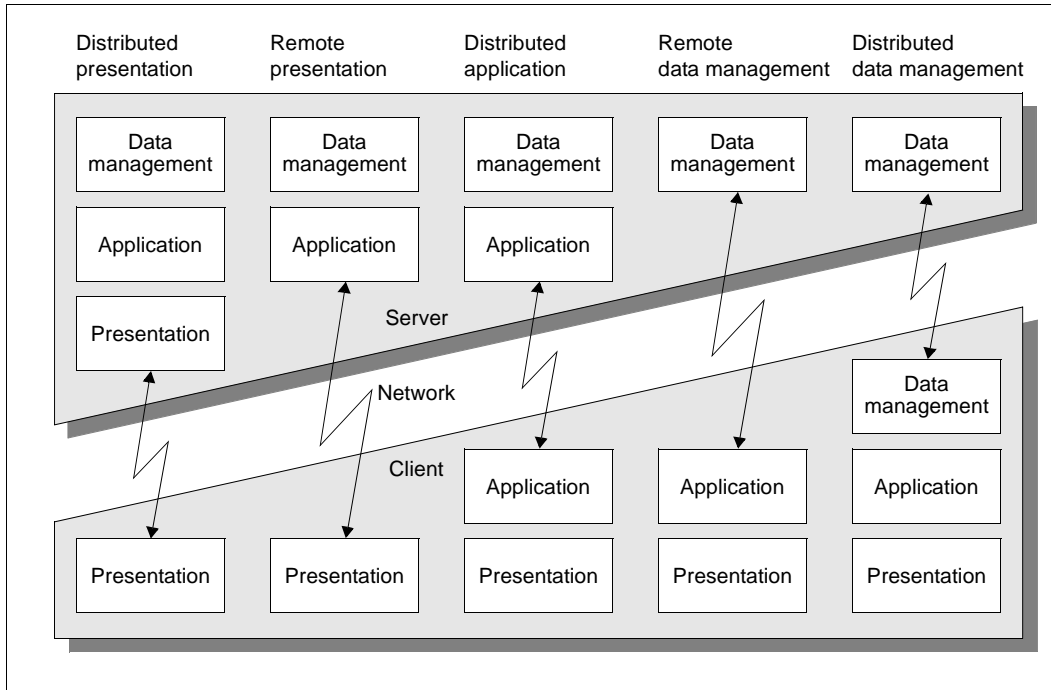 Distributed
presentation
Remote
presentation
Distributed
application
Remote
data management
Distributed
data management
Data
management
Data
management
Data
management
Data
management
Data
management
Application
Application
Application
Presentation
Server
Network
Client
Data
management
Application
Application
Application
Presentation
Presentation
Presentation
Presentation
Presentation